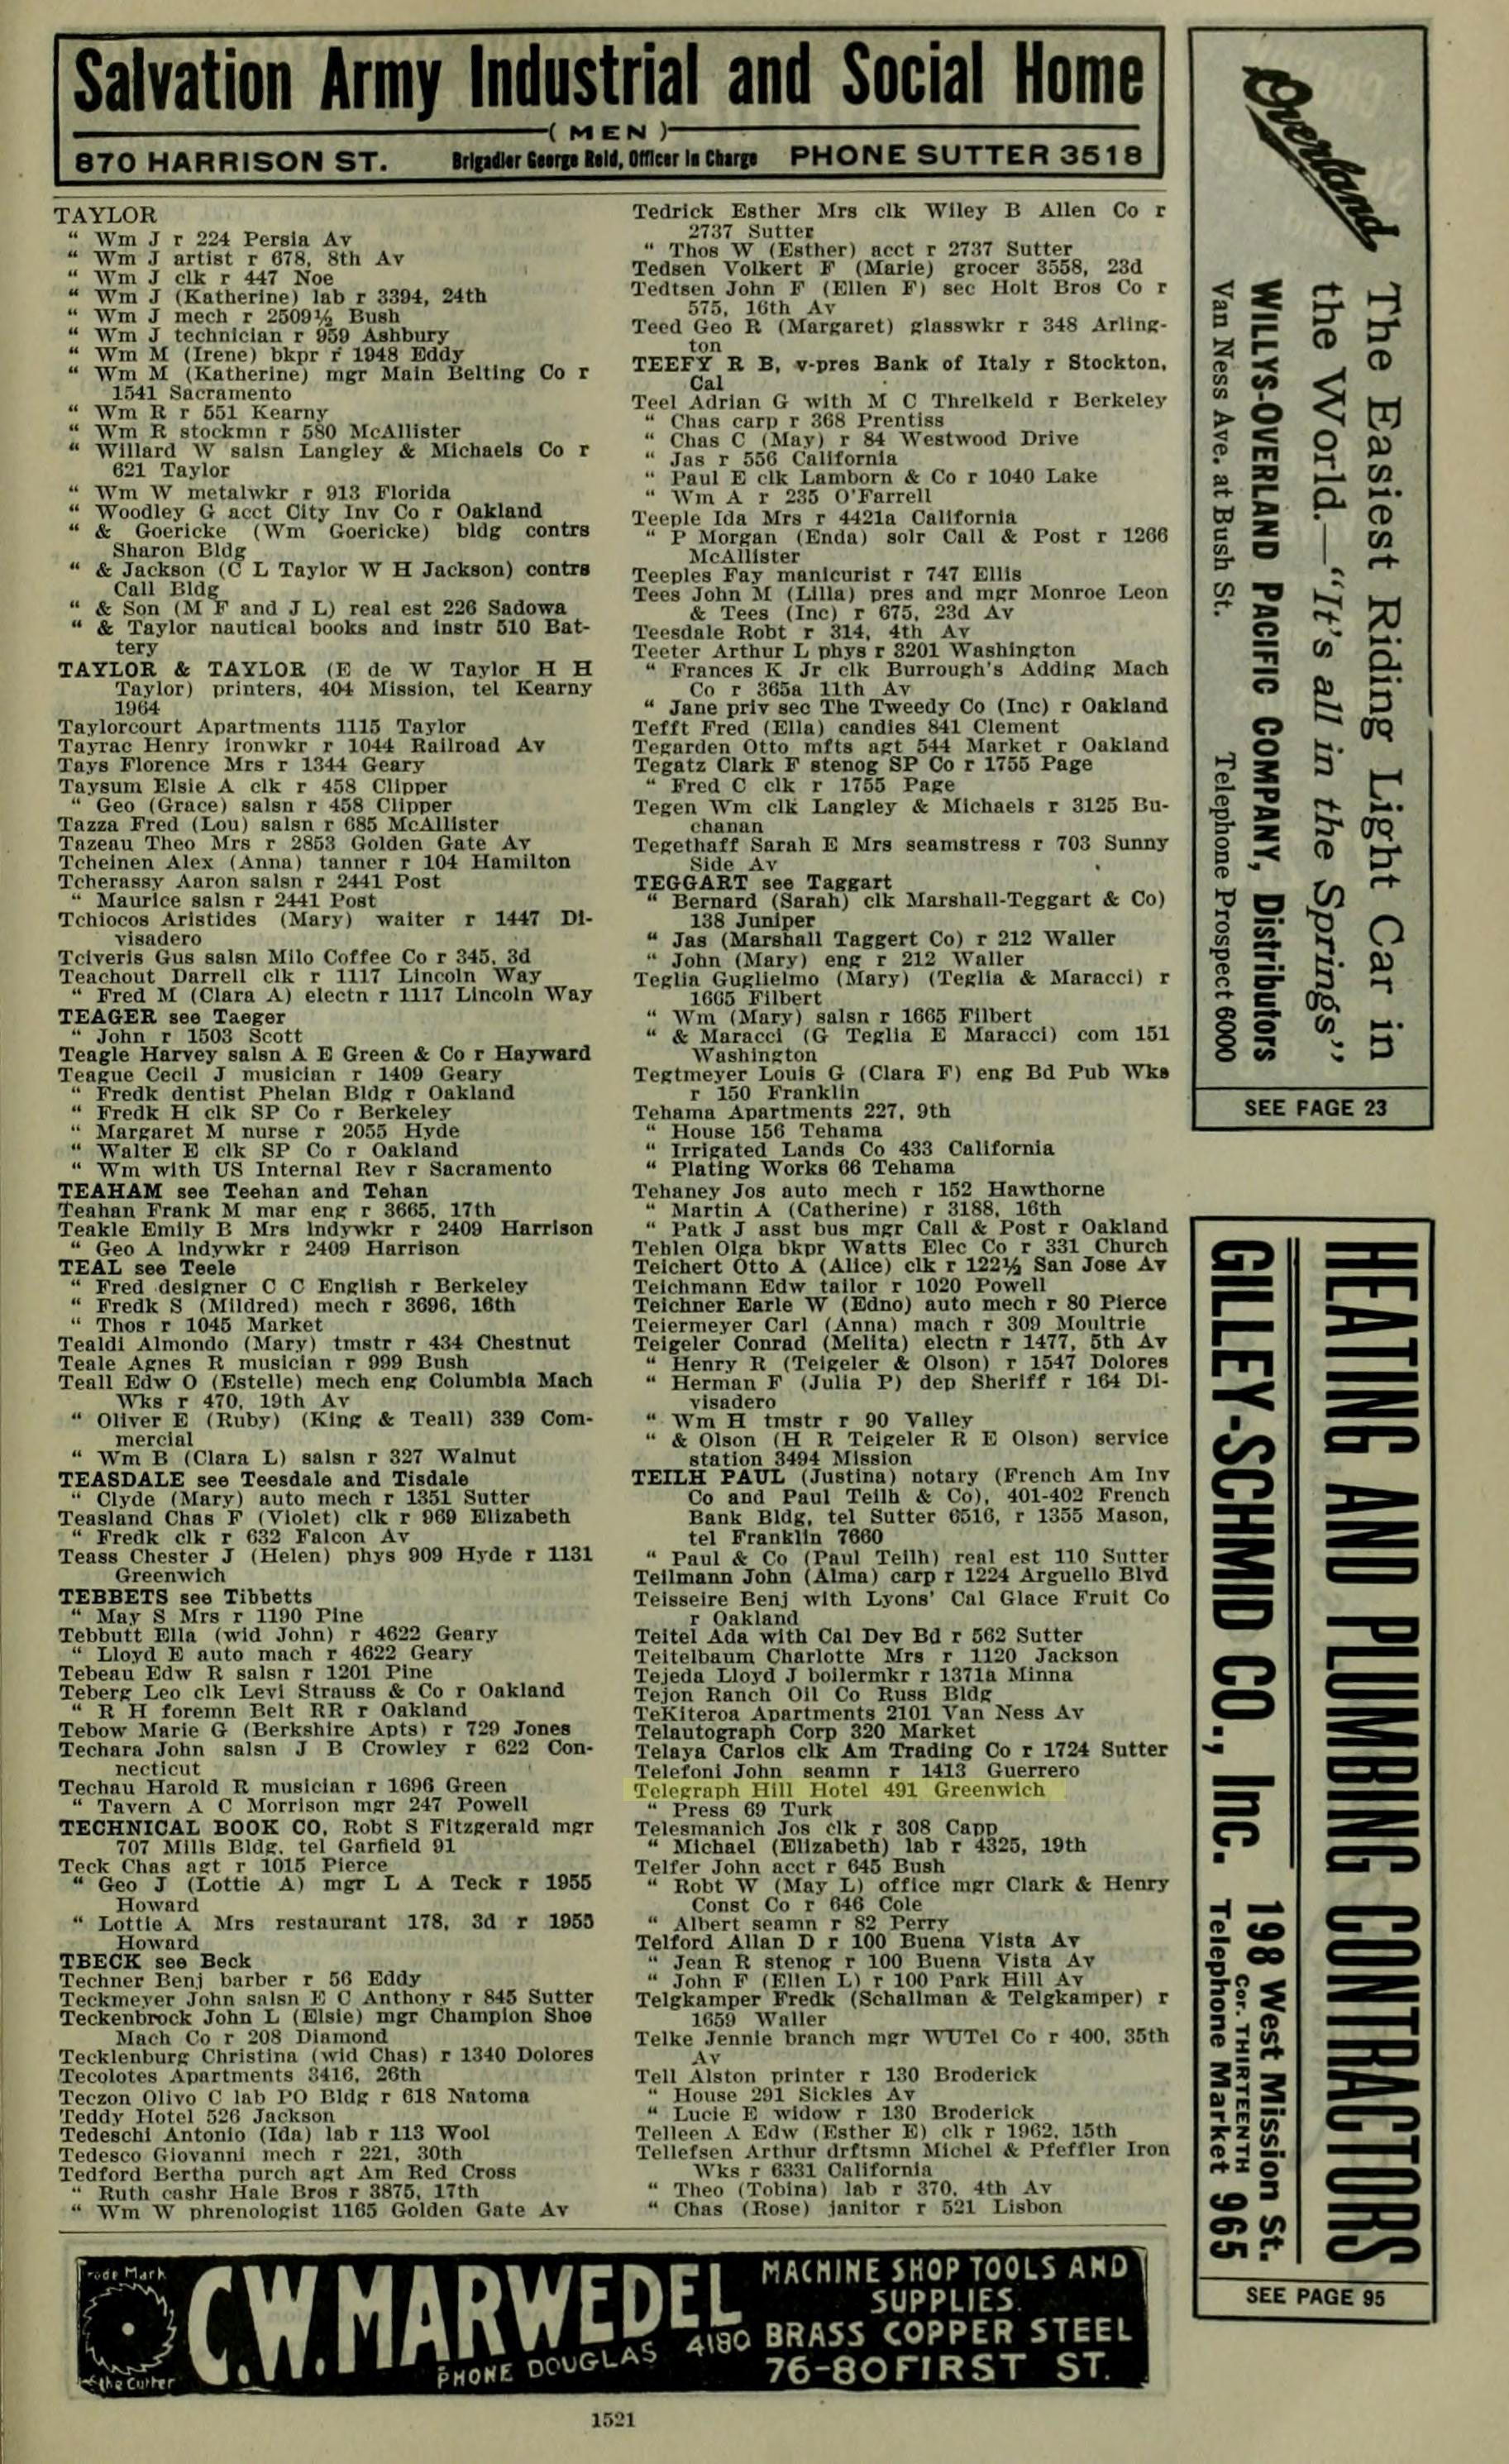 Salvation Army Industrial and Social Home
( MEN )
870 HARRISON ST. Brigadier George Reid, Officer in Charge PHONE SUTTER 3518
TAYLOR
“ Wm J r 224 Persia Av
“ Wm J artist r 678, 8th Av
“ Wm J clk r 447 Noe
“ Wm J (Katherine) lab r 3394, 24th
“ Wm J mech r 2509½ Bush
“ Wm J technician r 959 Ashbury
“ Wm M (Irene) bkpr r 1948 Eddy
“ Wm M (Katherine) mgr Main Belting Co r
1541 Sacramento
“ Wm R r 551 Kearny
“ Wm R stockmn r 580 McAllister
“ Willard W salsn Langley & Michaels Co r
621 Taylor
“ Wm W metalwkr r 913 Florida
“ Woodley G acct City Inv Co r Oakland
“ & Goericke (Wm Goericke) bldg contrs
Sharon Bldg
“ & Jackson (C L Taylor W H Jackson) contrs
Call Bldg
“ & Son (M F and J L) real est 226 Sadowa
“ & Taylor nautical books and instr 510 Bat-
tery
TAYLOR & TAYLOR (E de W Taylor H H
Taylor) printers, 404 Mission, tel Kearny
1964
Taylorcourt Apartments 1115 Taylor
Tayrac Henry ironwkr r 1044 Railroad Av
Tays Florence Mrs r 1344 Geary
Taysum Elsie A clk r 458 Clipper
“ Geo (Grace) salsn r 458 Clipper
Tazza Fred (Lou) salsn r 685 McAllister
Tazeau Theo Mrs r 2853 Golden Gate Av
Tcheinen Alex (Anna) tanner r 104 Hamilton
Tcherassy Aaron salsn r 2441 Post
“ Maurice salsn r 2441 Post
Tchiocos Aristides (Mary) waiter r 1447 Di-
visadero
Tciveris Gus salsn Milo Coffee Co r 345, 3d
Teachout Darrell clk r 1117 Lincoln Way
“ Fred M (Clara A) electn r 1117 Lincoln Way
TEAGER see Taeger
“ John r 1503 Scott
Teagle Harvey salsn A E Green & Co r Hayward
Teague Cecil J musician r 1409 Geary
“ Fredk dentist Phelan Bldg r Oakland
“ Fredk H clk SP Co r Berkeley
“ Margaret M nurse r 2055 Hyde
“ Walter E clk SP Co r Oakland
“ Wm with US Internal Rev r Sacramento
TEAHAM see Teehan and Tehan
Teahan Frank M mar eng r 3665, 17th
Teakle Emily B Mrs lndywkr r 2409 Harrison
“ Geo A lndywkr r 2409 Harrison
TEAL see Teele
“ Fred designer C C English r Berkeley
“ Fredk S (Mildred) mech r 3696, 16th
“ Thos r 1045 Market
Tealdi Almondo (Mary) tmstr r 434 Chestnut
Teale Agnes R musician r 999 Bush
Teall Edw O (Estelle) mech eng Columbia Mach
Wks r 470, 19th Av
“ Oliver E (Ruby) (King & Teall) 339 Com-
mercial
“ Wm B (Clara L) salsn r 327 Walnut
TEASDALE see Teesdale and Tisdale
“ Clyde (Mary) auto mech r 1351 Sutter
Teasland Chas F (Violet) clk r 969 Elizabeth
“ Fredk clk r 632 Falcon Av
Teass Chester J (Helen) phys 909 Hyde r 1131
Greenwich
TEBBETS see Tibbetts
“ May S Mrs r 1190 Pine
Tebbutt Ella (wid John) r 4622 Geary
“ Lloyd E auto mach r 4622 Geary
Tebeau Edw R salsn r 1201 Pine
Teberg Leo clk Levi Strauss & Co r Oakland
“ R H foremn Belt RR r Oakland
Tebow Marie G (Berkshire Apts) r 729 Jones
Techara John salsn J B Crowley r 622 Con-
necticut
Techau Harold R musician r 1696 Green
“ Tavern A C Morrison mgr 247 Powell
TECHNICAL BOOK CO, Robt S Fitzgerald mgr
707 Mills Bldg, tel Garfield 91
Teck Chas agt r 1015 Pierce
“ Geo J (Lottie A) mgr L A Teck r 1955
Howard
“ Lottie A Mrs restaurant 178, 3d r 1955
Howard
TBECK see Beck
Techner Benj barber r 56 Eddy
Teckmeyer John salsn E C Anthony r 845 Sutter
Teckenbrock John L (Elsie) mgr Champion Shoe
Mach Co r 208 Diamond
Tecklenburg Christina (wid Chas) r 1340 Dolores
Tecolotes Apartments 3416, 26th
Teczon Olivo C lab PO Bldg r 618 Natoma
Teddy Hotel 526 Jackson
Tedeschi Antonio (Ida) lab r 113 Wool
Tedesco Giovanni mech r 221, 30th
Tedford Bertha purch agt Am Red Cross
“ Ruth cashr Hale Bros r 3875, 17th
“ Wm W phrenologist 1165 Golden Gate Av
Tedrick Esther Mrs clk Wiley B Allen Co r
2737 Sutter
“ Thos W (Esther) acct r 2737 Sutter
Tedsen Volkert F (Marie) grocer 3558, 23d
Tedtsen John F (Ellen F) sec Holt Bros Co r
575, 16th Av
Teed Geo R (Margaret) glasswkr r 348 Arling-
ton
TEEFY R B, v-pres Bank of Italy r Stockton,
Cal
Teel Adrian G with M C Threlkeld r Berkeley
“ Chas carp r 368 Prentiss
“ Chas C (May) r 84 Westwood Drive
“ Jas r 556 California
“ Paul E clk Lamborn & Co r 1040 Lake
“ Wm A r 235 O'Farrell
Teeple Ida Mrs r 4421a California
“ P Morgan (Enda) solr Call & Post r 1266
McAllister
Teeples Fay manicurist r 747 Ellis
Tees John M (Lilla) pres and mgr Monroe Leon
& Tees (Inc) r 675, 23d Av
Teesdale Robt r 314, 4th Av
Teeter Arthur L phys r 3201 Washington
“ Frances K Jr clk Burrough's Adding Mach
Co r 365a 11th Av
“ Jane priv sec The Tweedy Co (Inc) r Oakland
Tefft Fred (Ella) candies 841 Clement
Tegarden Otto mfts agt 544 Market r Oakland
Tegatz Clark F stenog SP Co r 1755 Page
“ Fred C clk r 1755 Page
Tegen Wm clk Langley & Michaels r 3125 Bu-
chanan
Tegethaff Sarah E Mrs seamstress r 703 Sunny
Side Av
TEGGART see Taggart
“ Bernard (Sarah) clk Marshall-Teggart & Co)
138 Juniper
“ Jas (Marshall Taggert Co) r 212 Waller
“ John (Mary) eng r 212 Waller
Teglia Guglielmo (Mary) (Teglia & Maracci) r
1665 Filbert
“ Wm (Mary) salsn r 1665 Filbert
“ & Maracci (G Teglia E Maracci) com 151
Washington
Tegtmeyer Louis G (Clara F) eng Bd Pub Wks
r 150 Franklin
Tehama Apartments 227, 9th
“ House 156 Tehama
“ Irrigated Lands Co 433 California
“ Plating Works 66 Tehama
Tehaney Jos auto mech r 152 Hawthorne
“ Martin A (Catherine) r 3188, 16th
“ Patk J asst bus mgr Call & Post r Oakland
Tehlen Olga bkpr Watts Elec Co r 331 Church
Teichert Otto A (Alice) clk r 122½ San Jose Av
Teichmann Edw tailor r 1020 Powell
Teichner Earle W (Edno) auto mech r 80 Pierce
Teiermeyer Carl (Anna) mach r 309 Moultrie
Teigeler Conrad (Melita) electn r 1477, 5th Av
“ Henry R (Teigeler & Olson) r 1547 Dolores
“ Herman F (Julia P) dep Sheriff r 164 Di-
visadero
“ Wm H tmstr r 90 Valley
“ & Olson (H R Teigeler R E Olson) service
station 3494 Mission
TEILH PAUL (Justina) notary (French Am Inv
Co and Paul Teilh & Co), 401-402 French
Bank Bldg, tel Sutter 6516, r 1355 Mason,
tel Franklin 7660
“ Paul & Co (Paul Teilh) real est 110 Sutter
Teilmann John (Alma) carp r 1224 Arguello Blvd
Teisseire Benj with Lyons' Cal Glace Fruit Co
r Oakland
Teitel Ada with Cal Dev Bd r 562 Sutter
Teitelbaum Charlotte Mrs r 1120 Jackson
Tejeda Lloyd J boilermkr r 1371a Minna
Tejon Ranch Oil Co Russ Bldg
TeKiteroa Apartments 2101 Van Ness Av
Telautograph Corp 320 Market
Telaya Carlos clk Am Trading Co r 1724 Sutter
Telefoni John seamn r 1413 Guerrero
Telegraph Hill Hotel 491 Greenwich
“ Press 69 Turk
Telesmanich Jos clk r 308 Capp
“ Michael (Elizabeth) lab r 4325, 19th
Telfer John acct r 645 Bush
“ Robt W (May L) office mgr Clark & Henry
Const Co r 646 Cole
“ Albert seamn r 82 Perry
Telford Allan D r 100 Buena Vista Av
“ Jean R stenog r 100 Buena Vista Av
“ John F (Ellen L) r 100 Park Hill Av
Telgkamper Fredk (Schallman & Telgkamper) r
1659 Waller
Telke Jennie branch mgr WUTel Co r 400, 35th
Av
Tell Alston printer r 130 Broderick
“ House 291 Sickles Av
“ Lucie E widow r 130 Broderick
Telleen A Edw (Esther E) clk r 1962, 15th
Tellefsen Arthur drftsmn Michel & Pfeffler Iron
Wks r 6331 California
“ Theo (Tobina) lab r 370, 4th Av
“ Chas (Rose) janitor r 521 Lisbon
Overland
The Easiest Riding Light Car in
the World.—“It's all in the Springs”
WILLYS-OVERLAND PACIFIC COMPANY, Distributors
Van Ness Ave. at Bush St. Telephone Prospect 6000
SEE PAGE 23
HEATING AND PLUMBING CONTRACTORS
GILLEY-SCHMID CO., Inc.
198 West Mission St.
Cor. THIRTEENTH
Telephone Market 965
SEE PAGE 95
Trade Mark
of the Cutter
C.W. MARWEDEL
PHONE DOUGLAS 4180
MACHINE SHOP TOOLS AND
SUPPLIES.
BRASS COPPER STEEL
76-80 FIRST ST.
1521